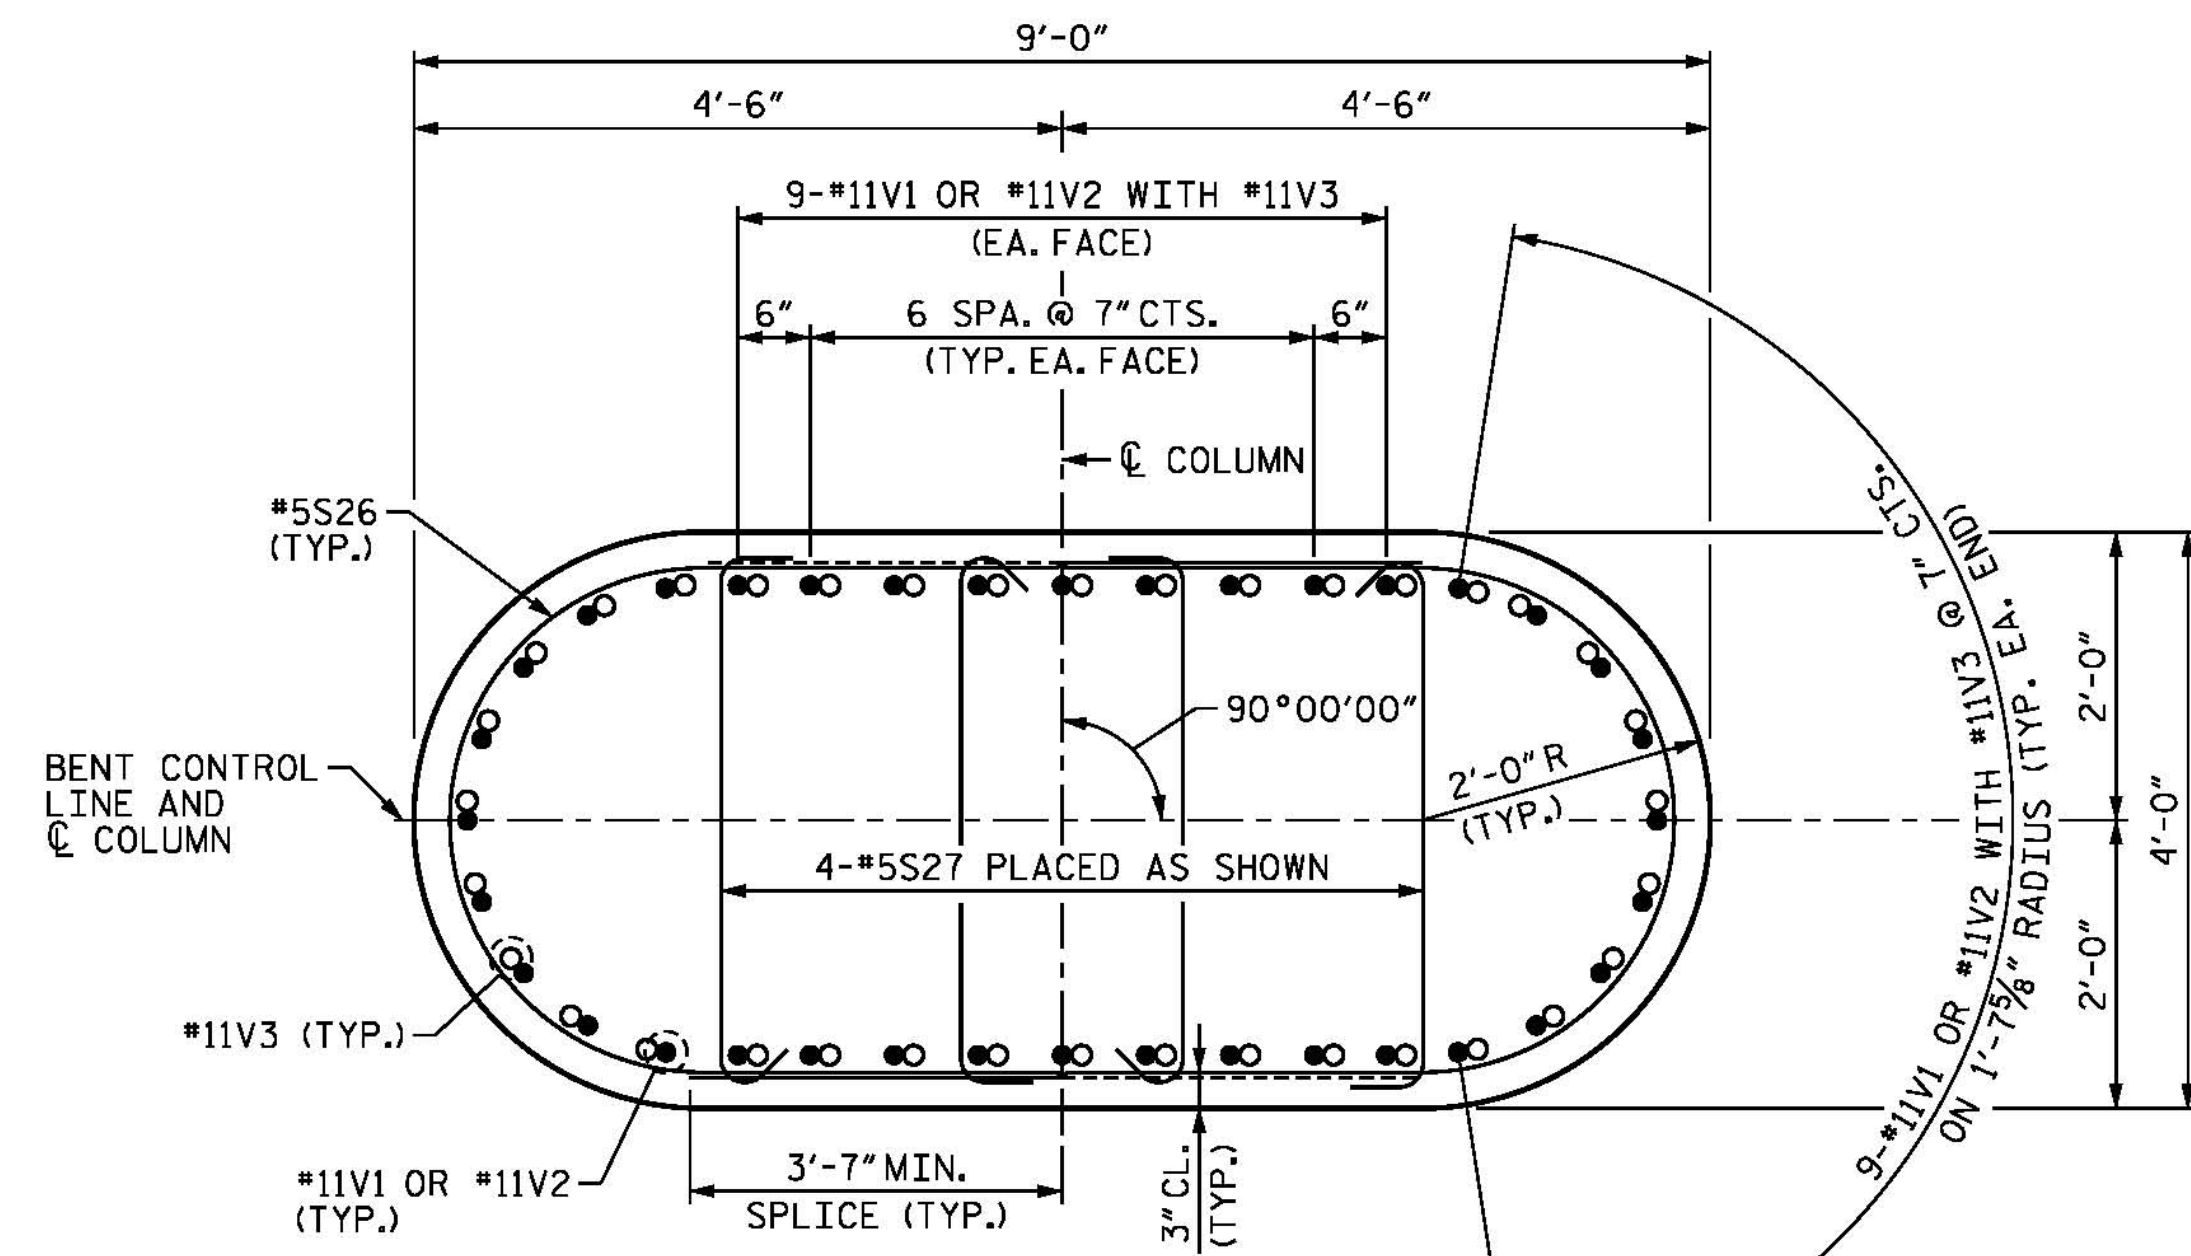 9'-0"
4'-6"
4'-6"
9-#11V1 OR #11V2 WITH #11V3
(EA. FACE)
6"
6 SPA. @ 7" CTS.
6"
(TYP. EA. FACE)
℄ COLUMN
#5S26
(TYP.)
90°00'00"
BENT CONTROL
LINE AND
℄ COLUMN
2'-0" R
(TYP.)
4-#5S27 PLACED AS SHOWN
9-#11V1 OR #11V2 WITH #11V3 @ 7" CTS.
ON 1'-7⅝" RADIUS (TYP. EA. END)
2'-0"
2'-0"
4'-0"
#11V3 (TYP.)
#11V1 OR #11V2
(TYP.)
3'-7" MIN.
SPLICE (TYP.)
3" CL.
(TYP.)